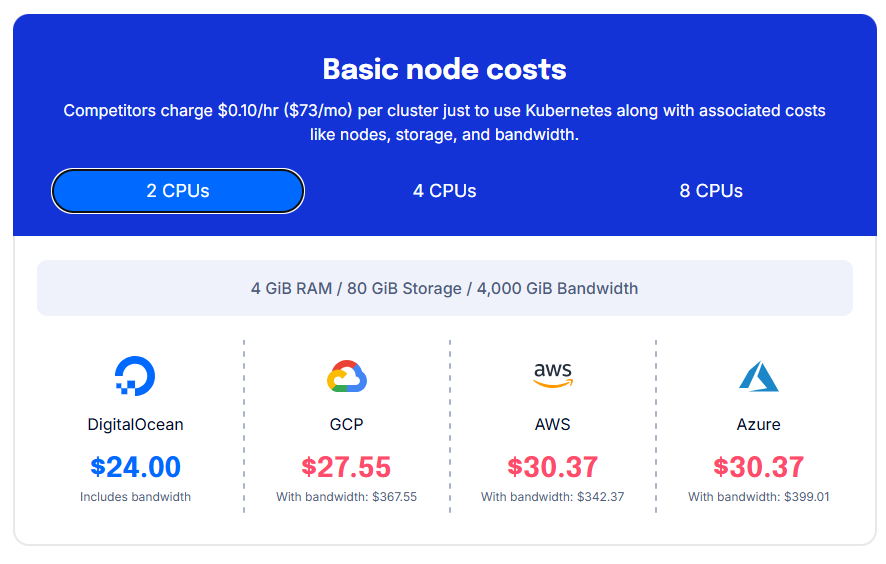 Basic node costs
Competitors charge $0.10/hr ($73/mo) per cluster just to use Kubernetes along with associated costs
like nodes, storage, and bandwidth.
2 CPUs
4 CPUs
8 CPUs
4 GiB RAM / 80 GiB Storage / 4,000 GiB Bandwidth
DigitalOcean
$24.00
Includes bandwidth
GCP
$27.55
With bandwidth: $367.55
aws
AWS
$30.37
With bandwidth: $342.37
Azure
$30.37
With bandwidth: $399.01